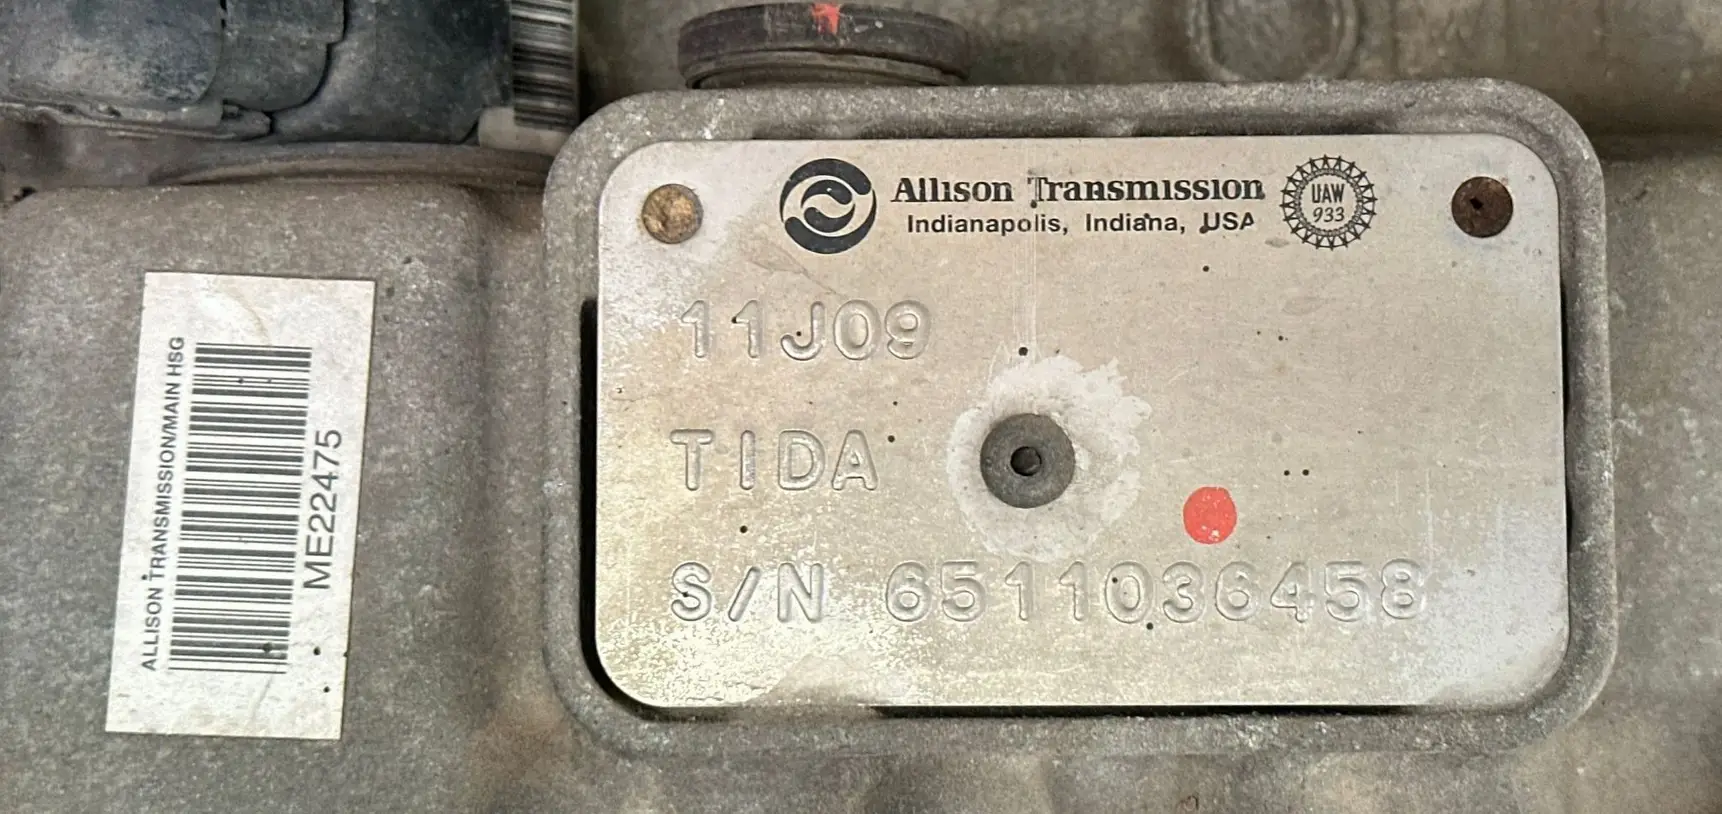 Allison Transmission
Indianapolis, Indiana, USA
UAW
933
11J09
TIDA
S/N 6511036458
ALLISON TRANSMISSION/MAIN HSG
ME22475